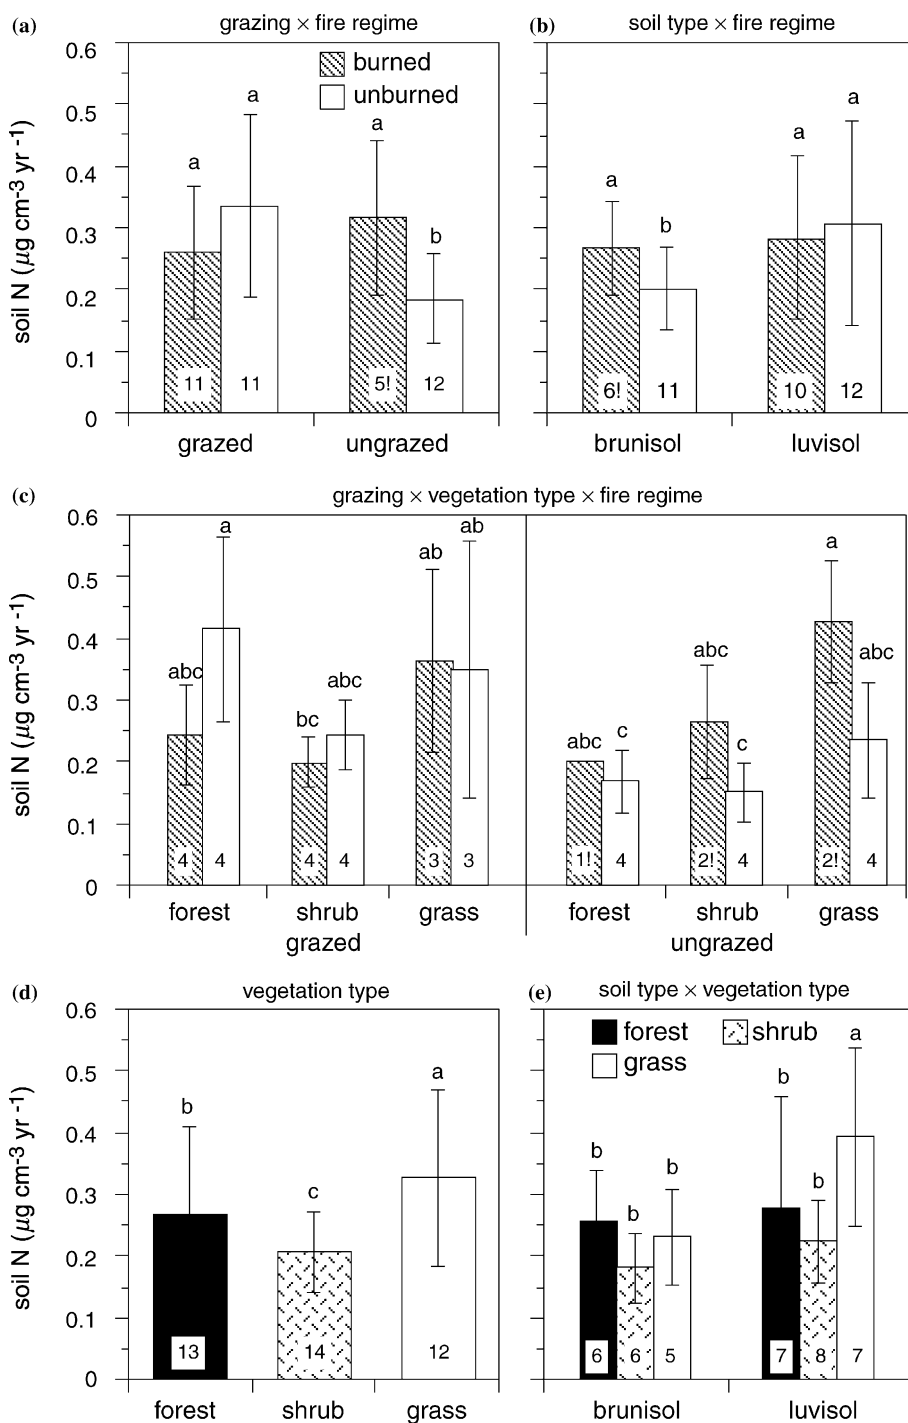 (a) grazing × fire regime
0.6
burned
unburned
0.5
0.4
0.3
0.2
0.1
0
soil N (µg cm-3 yr -1)
a
a
a
b
11
11
5!
12
grazed
ungrazed
(b) soil type × fire regime
a
b
a
a
6!
11
10
12
brunisol
luvisol
(c) grazing × vegetation type × fire regime
0.6
0.5
0.4
0.3
0.2
0.1
0
soil N (µg cm-3 yr -1)
abc
a
bc
abc
ab
ab
abc
c
abc
c
a
abc
4
4
4
4
3
3
1!
4
2!
4
2!
4
forest
shrub
grass
forest
shrub
grass
grazed
ungrazed
(d) vegetation type
0.6
0.5
0.4
0.3
0.2
0.1
0
soil N (µg cm-3 yr -1)
b
c
a
13
14
12
forest
shrub
grass
(e) soil type × vegetation type
forest
shrub
grass
b
b
b
b
b
a
6
6
5
7
8
7
brunisol
luvisol